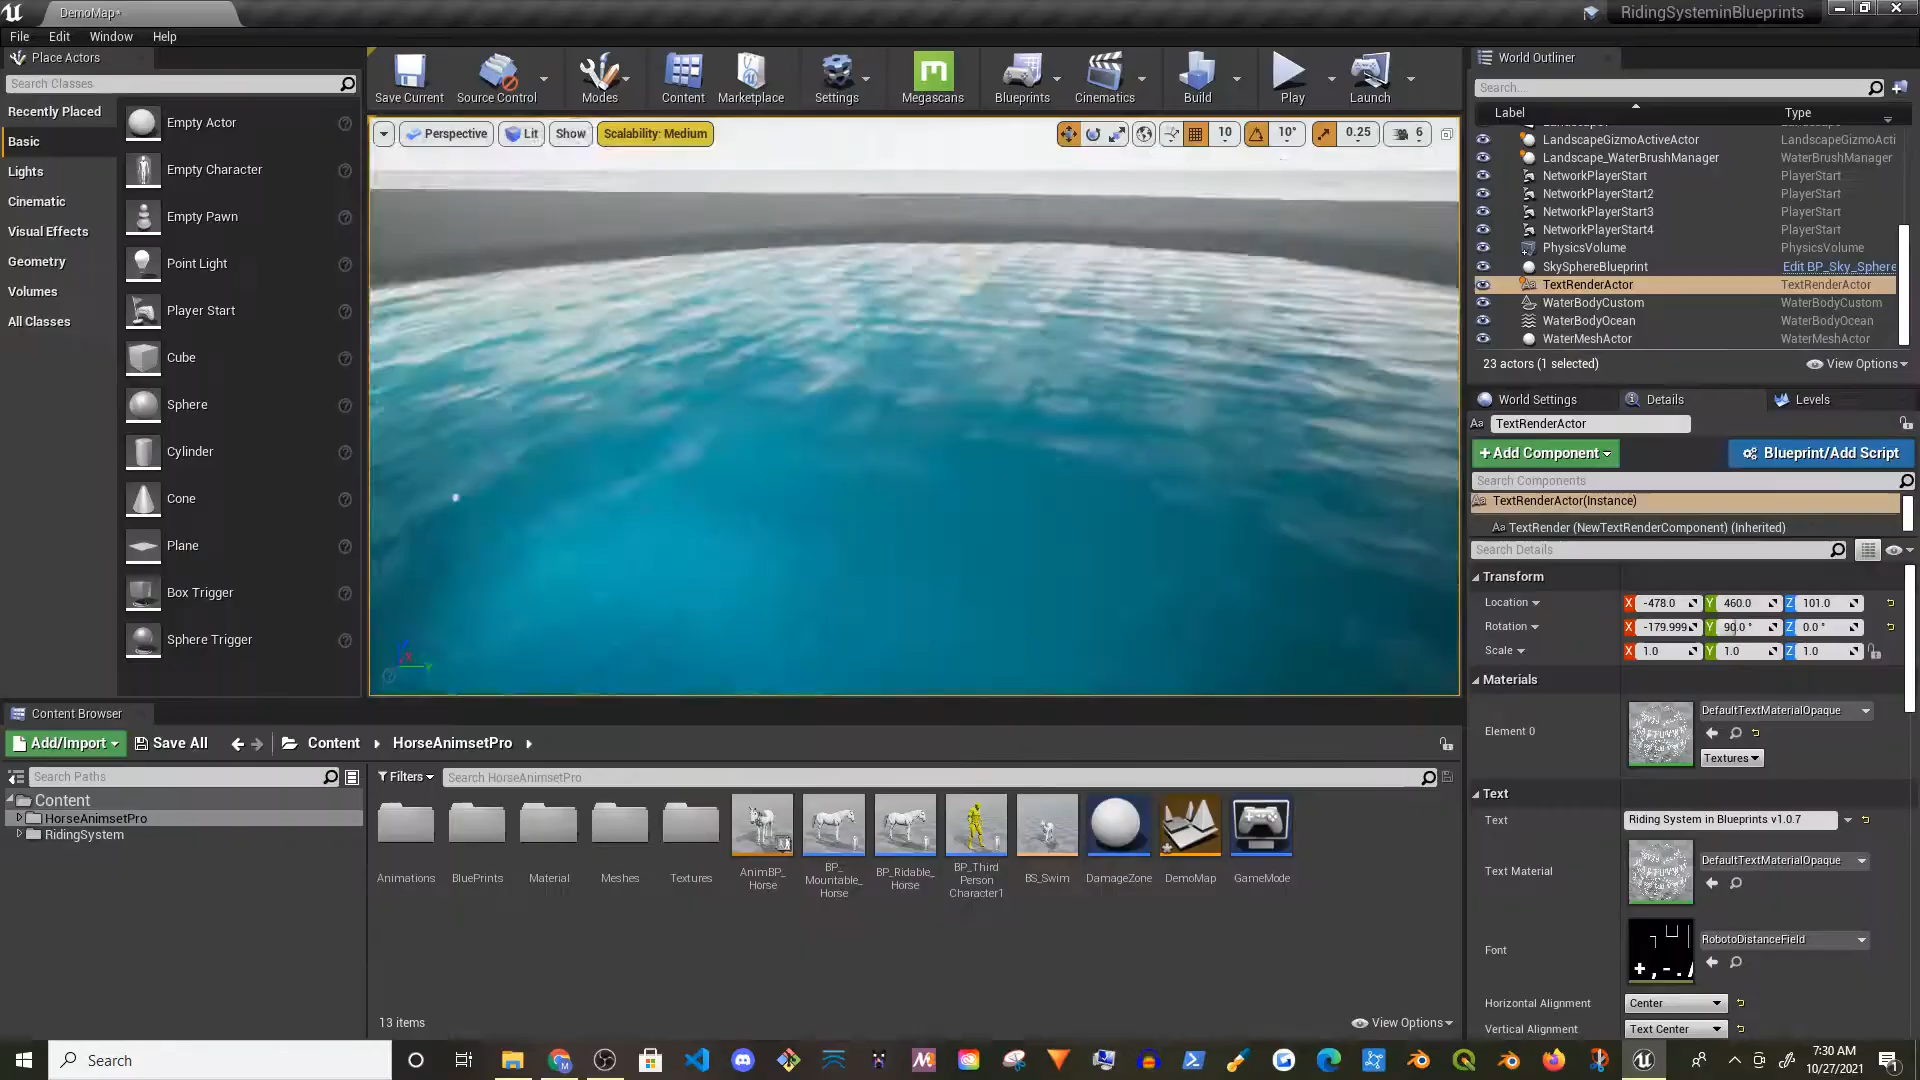 DemoMap*
RidingSysteminBlueprints
File Edit Window Help
Place Actors
Search Classes
Recently Placed
Basic
Lights
Cinematic
Visual Effects
Geometry
Volumes
All Classes
Empty Actor
Empty Character
Empty Pawn
Point Light
Player Start
Cube
Sphere
Cylinder
Cone
Plane
Box Trigger
Sphere Trigger
Save Current Source Control Modes Content Marketplace Settings Megascans Blueprints Cinematics Build Play Launch
Perspective Lit Show Scalability: Medium 10 10° 0.25 6
World Outliner
Search...
Label Type
LandscapeGizmoActiveActor LandscapeGizmoActi
Landscape_WaterBrushManager WaterBrushManager
NetworkPlayerStart PlayerStart
NetworkPlayerStart2 PlayerStart
NetworkPlayerStart3 PlayerStart
NetworkPlayerStart4 PlayerStart
PhysicsVolume PhysicsVolume
SkySphereBlueprint Edit BP_Sky_Sphere
TextRenderActor TextRenderActor
WaterBodyCustom WaterBodyCustom
WaterBodyOcean WaterBodyOcean
WaterMeshActor WaterMeshActor
23 actors (1 selected) View Options
World Settings Details Levels
TextRenderActor
+Add Component Blueprint/Add Script
Search Components
TextRenderActor(Instance)
TextRender (NewTextRenderComponent) (Inherited)
Search Details
Transform
Location X -478.0 Y 460.0 Z 101.0
Rotation X -179.999 Y 90.0 ° Z 0.0 °
Scale X 1.0 Y 1.0 Z 1.0
Materials
Element 0 DefaultTextMaterialOpaque
Textures
Text
Text Riding System in Blueprints v1.0.7
Text Material DefaultTextMaterialOpaque
Font RobotoDistanceField
Horizontal Alignment Center
Vertical Alignment Text Center
Content Browser
Add/Import Save All Content HorseAnimsetPro
Search Paths
Content
HorseAnimsetPro
RidingSystem
Filters Search HorseAnimsetPro
Animations
BluePrints
Material
Meshes
Textures
AnimBP_
Horse
BP_
Mountable_
Horse
BP_Ridable_
Horse
BP_Third
Person
Character1
BS_Swim
DamageZone
DemoMap
GameMode
13 items View Options
Search
7:30 AM
10/27/2021
1